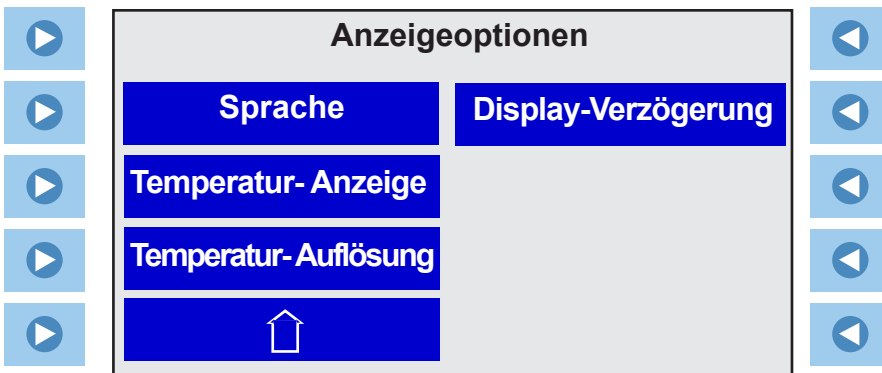 Anzeigeoptionen
Sprache
Display-Verzögerung
Temperatur- Anzeige
Temperatur- Auflösung